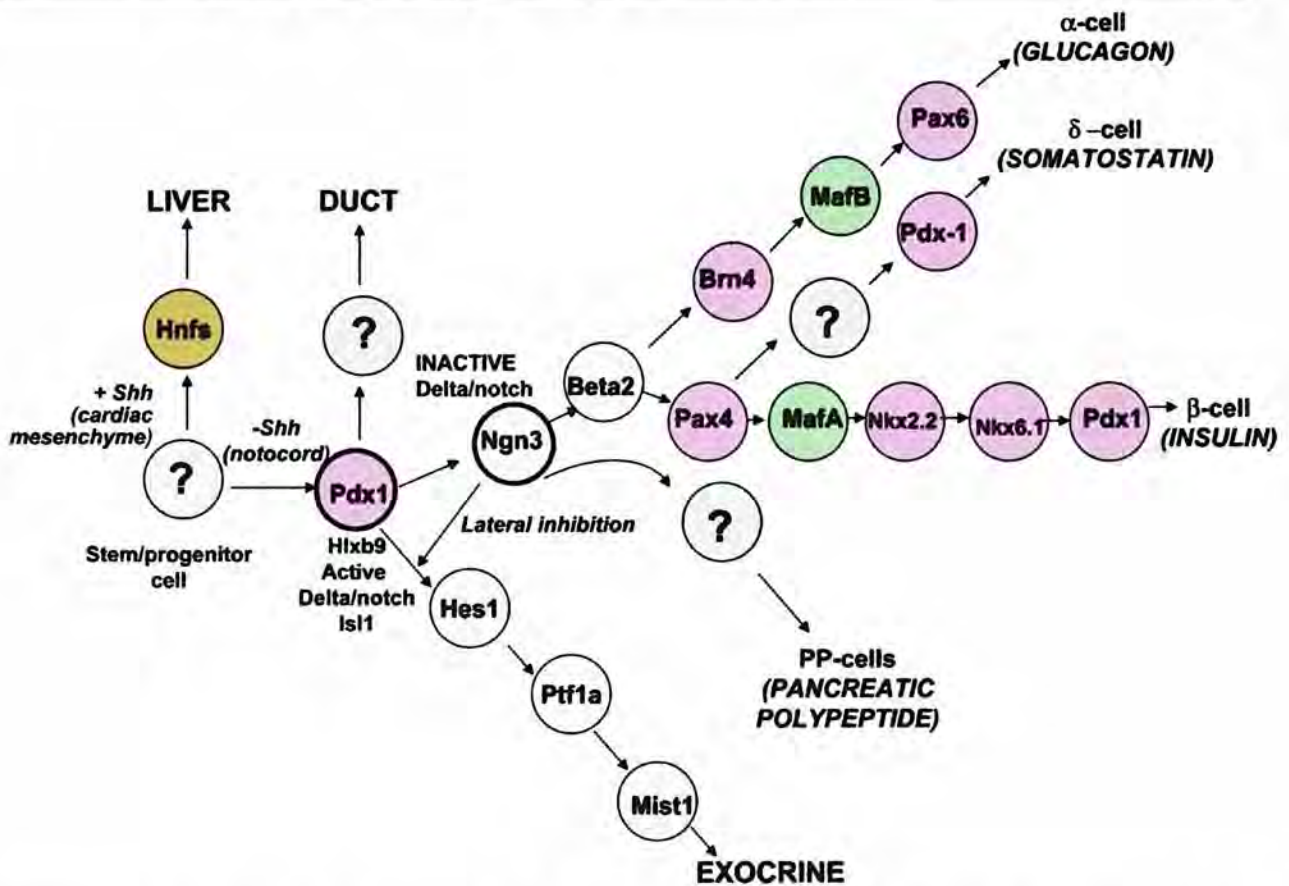 α-cell
(GLUCAGON)
Pax6
δ –cell
(SOMATOSTATIN)
MafB
LIVER
DUCT
Pdx-1
Brn4
Hnfs
?
?
INACTIVE
Delta/notch
Beta2
+ Shh
(cardiac
mesenchyme)
-Shh
(notocord)
Ngn3
Pax4
MafA
Nkx2.2
Nkx6.1
Pdx1
β-cell
(INSULIN)
?
Pdx1
Lateral inhibition
?
Stem/progenitor
cell
Hlxb9
Active
Delta/notch
Isl1
Hes1
Ptf1a
PP-cells
(PANCREATIC
POLYPEPTIDE)
Mist1
EXOCRINE